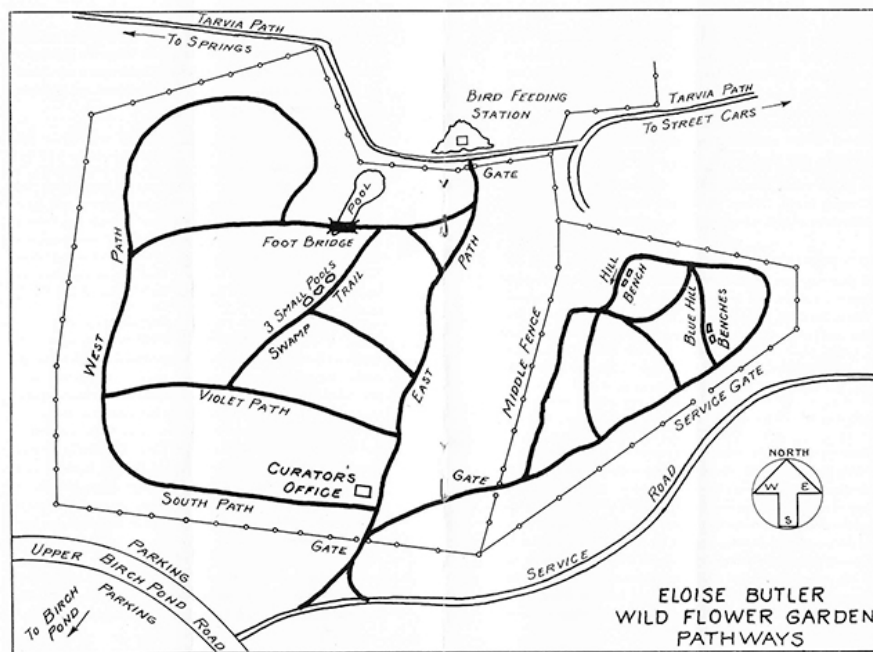 TARVIA PATH
TO SPRINGS
BIRD FEEDING
STATION
TARVIA PATH
TO STREET CARS
GATE
POOL
FOOT BRIDGE
PATH
WEST
3 SMALL POOLS
SWAMP TRAIL
EAST PATH
MIDDLE FENCE
HILL
BENCH
BLUE HILL
BENCHES
VIOLET PATH
SERVICE GATE
CURATOR'S
OFFICE
SOUTH PATH
GATE
GATE
SERVICE ROAD
NORTH
W E
S
PARKING
UPPER BIRCH POND ROAD
PARKING
TO BIRCH
POND
ELOISE BUTLER
WILD FLOWER GARDEN
PATHWAYS